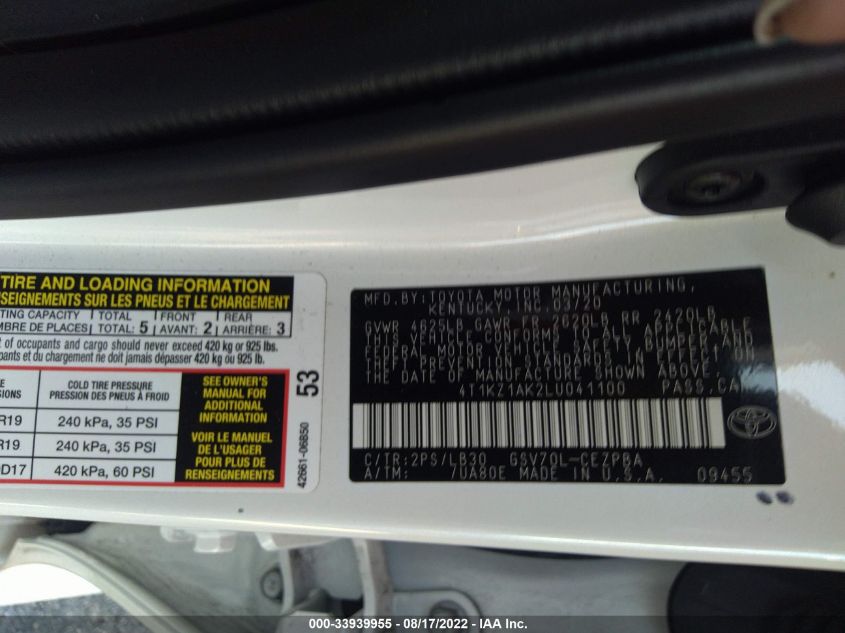 TIRE AND LOADING INFORMATION
RENSEIGNEMENTS SUR LES PNEUS ET LE CHARGEMENT
TING CAPACITY TOTAL FRONT REAR
MBRE DE PLACES TOTAL: 5 AVANT: 2 ARRIÈRE: 3
t of occupants and cargo should never exceed 420 kg or 925 lbs.
pants et du chargement ne doit jamais dépasser 420 kg ou 925 lb.
COLD TIRE PRESSURE
NSIONS PRESSION DES PNEUS À FROID
R19 240 kPa, 35 PSI
R19 240 kPa, 35 PSI
D17 420 kPa, 60 PSI
SEE OWNER'S
MANUAL FOR
ADDITIONAL
INFORMATION
VOIR LE MANUEL
DE L'USAGER
POUR PLUS DE
RENSEIGNEMENTS
53
42661-06B50
MFD.BY:TOYOTA MOTOR MANUFACTURING,
KENTUCKY, INC.03/20
GVWR 4625LB GAWR FR 2620LB RR 2420LB
THIS VEHICLE CONFORMS TO ALL APPLICABLE
FEDERAL MOTOR VEHICLE SAFETY, BUMPER,AND
THEFT PREVENTION STANDARDS IN EFFECT ON
THE DATE OF MANUFACTURE SHOWN ABOVE.
4T1KZ1AK2LU041100 PASS.CAR
C/TR:2PS/LB30 GSV70L-CEZPBA
A/TM: /UA80E MADE IN U.S.A. 09455
000-33939955 - 08/17/2022 - IAA Inc.